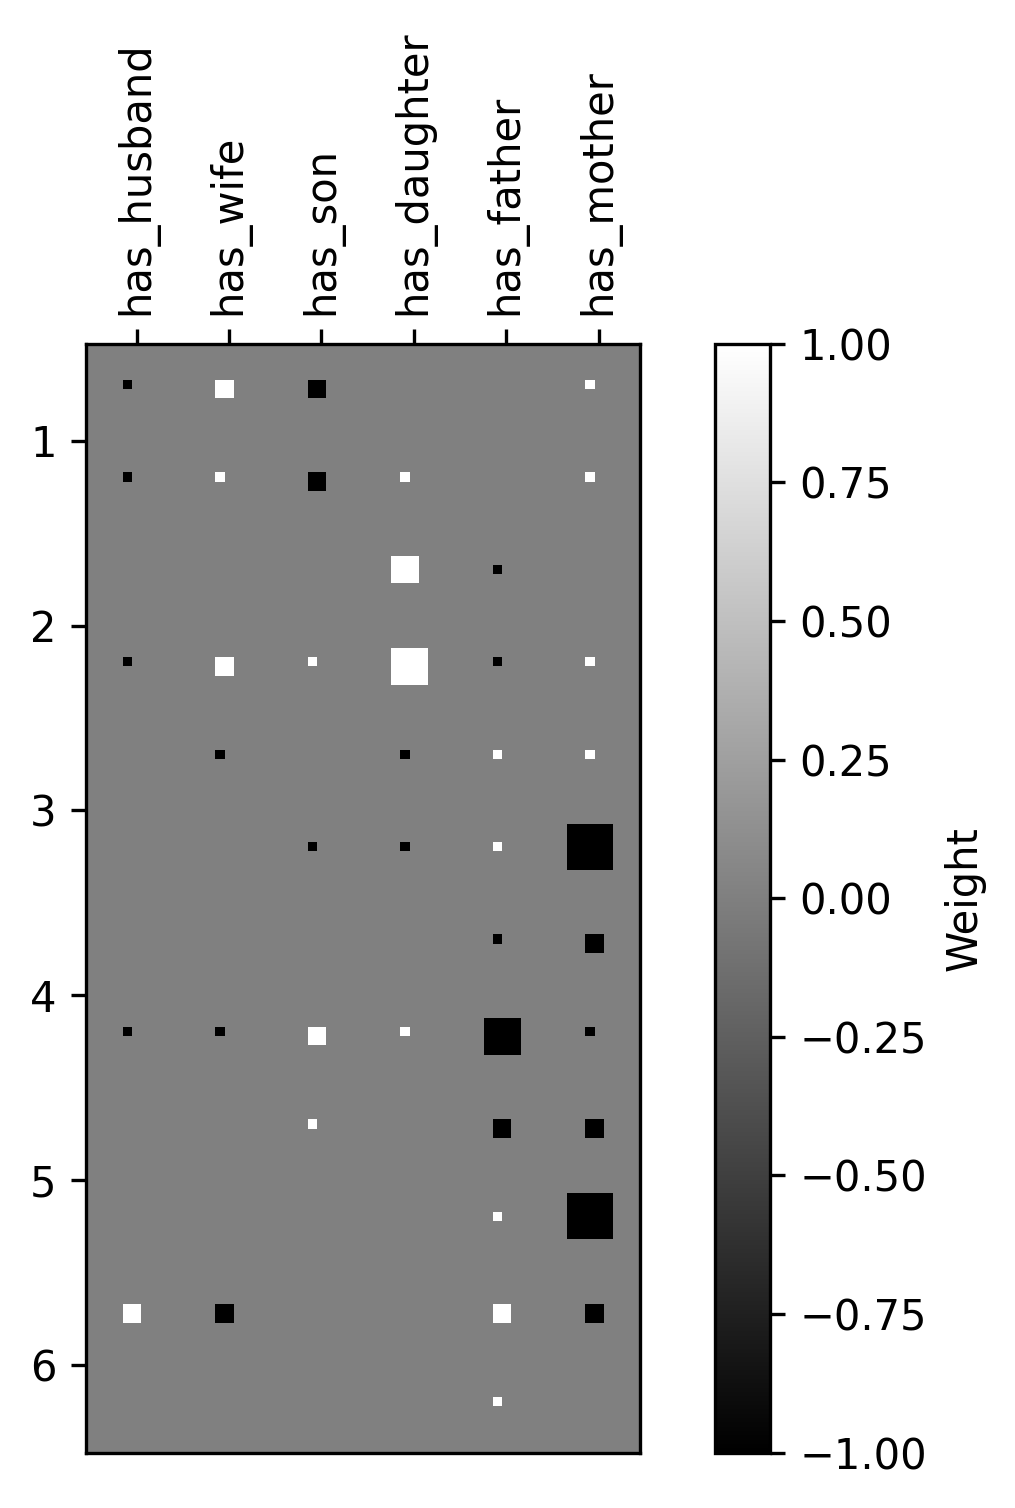 has_husband
has_wife
has_son
has_daughter
has_father
has_mother
1
2
3
4
5
6
1.00
0.75
0.50
0.25
0.00
−0.25
−0.50
−0.75
−1.00
Weight